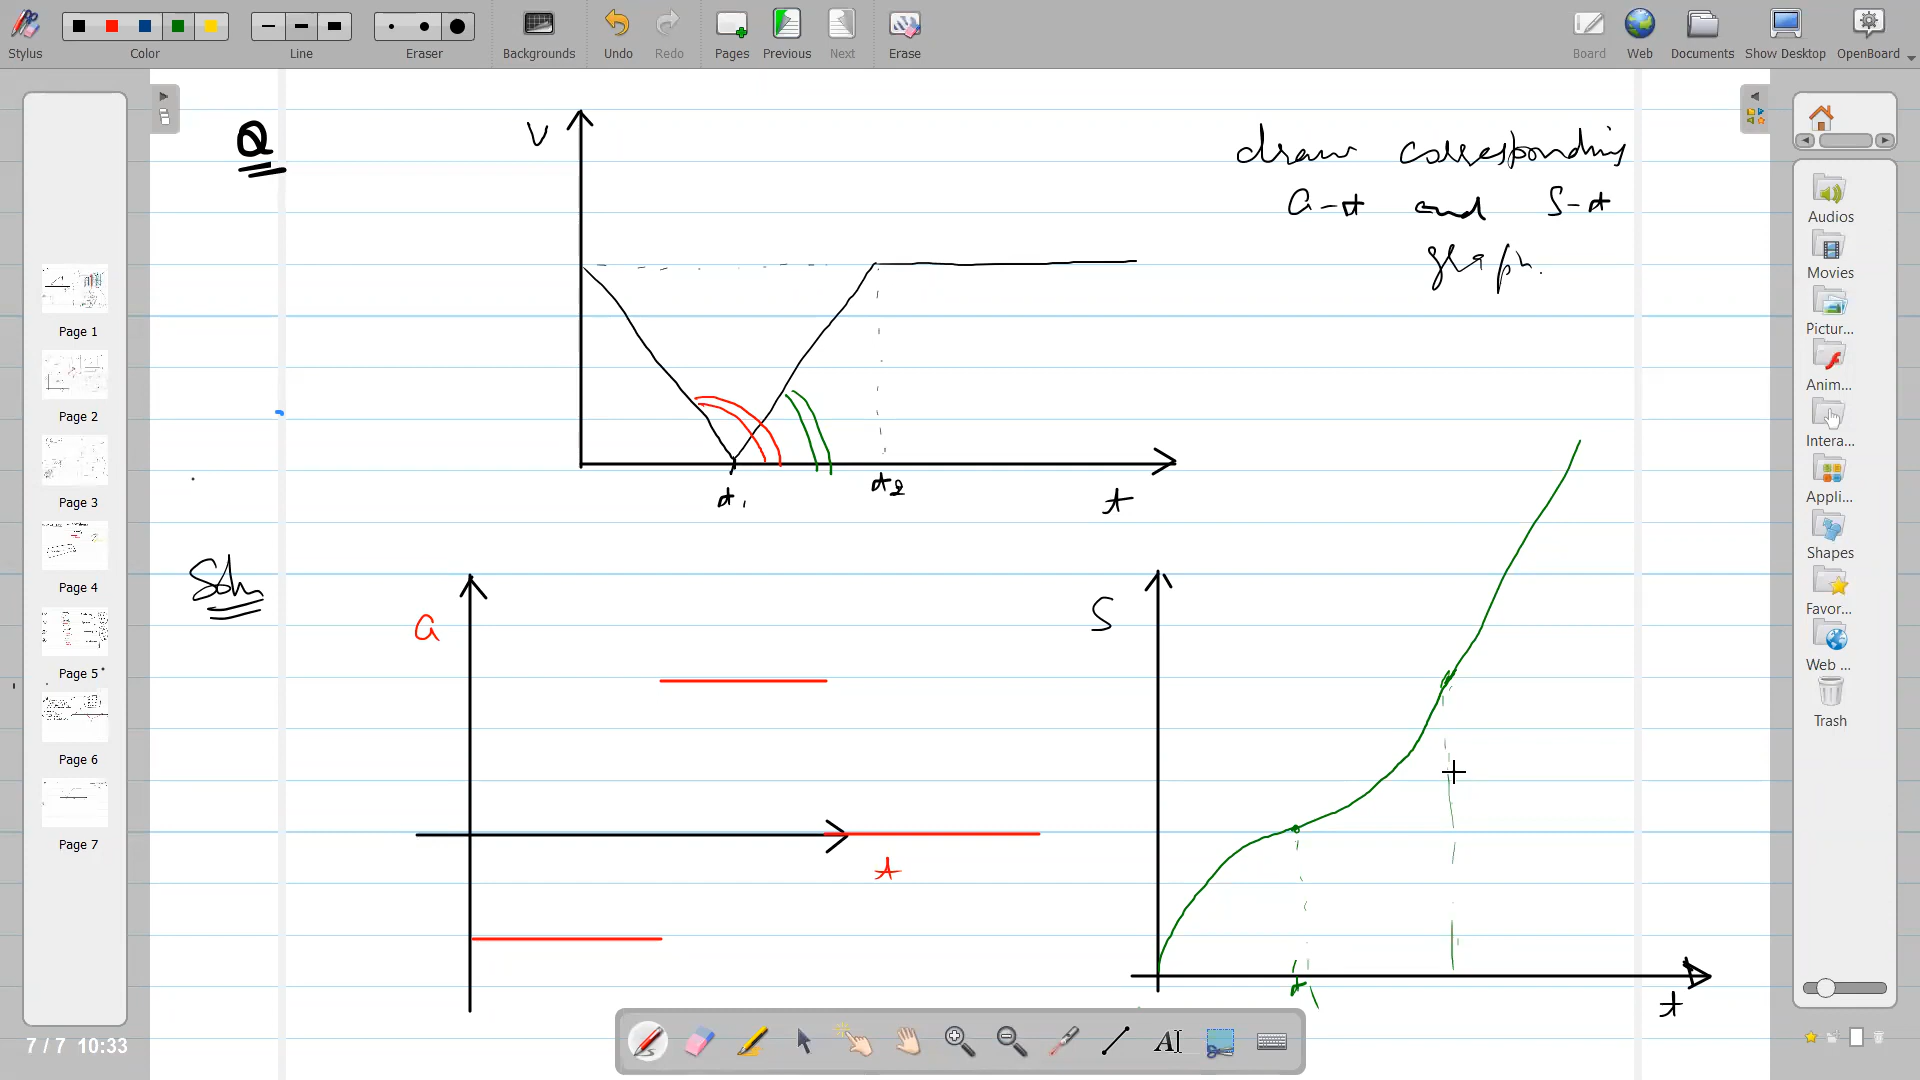 Stylus
Color
Line
Eraser
Backgrounds
Undo
Redo
Pages
Previous
Next
Erase
Board
Web
Documents
Show Desktop
OpenBoard
Page 1
Page 2
Page 3
Page 4
Page 5
Page 6
Page 7
7 / 7 10:33
Q
V
draw corresponding
a-t and S-t
graph.
t₁
t₂
t
Soln
a
t
S
t₁
t
Audios
Movies
Pictur...
Anim...
Intera...
Appli...
Shapes
Favor...
Web ...
Trash